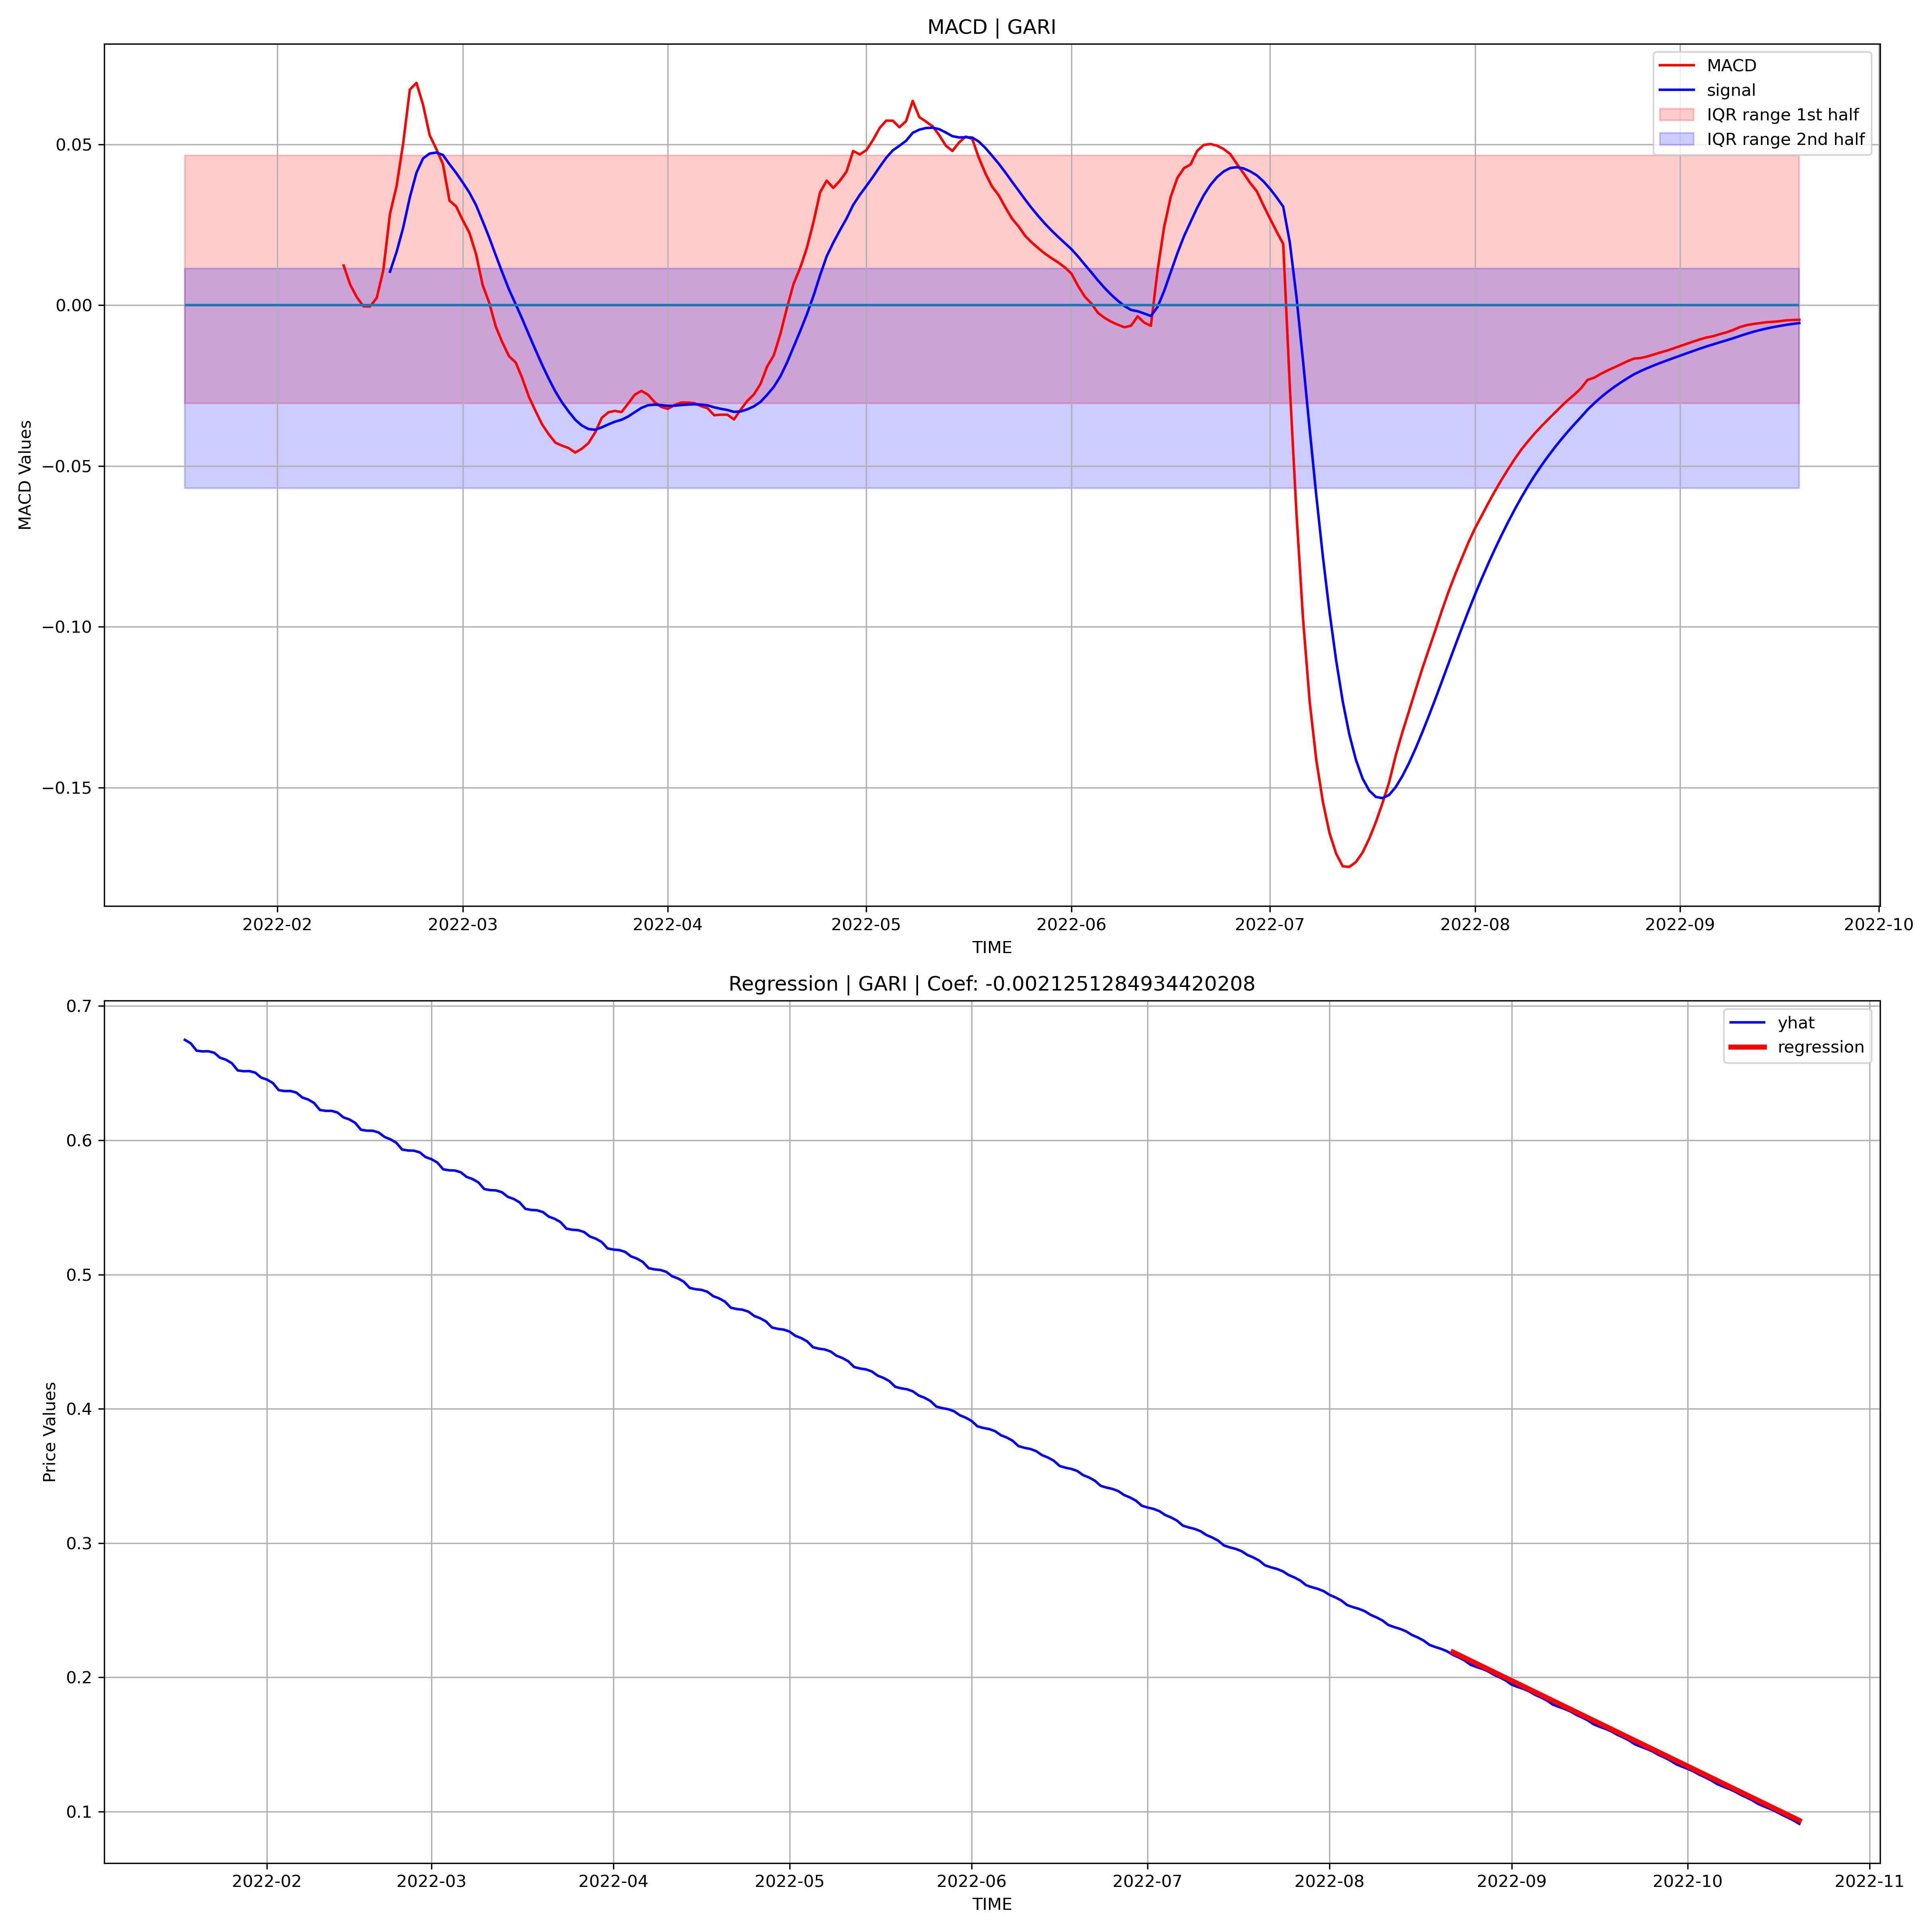 MACD | GARI
MACD
signal
IQR range 1st half
IQR range 2nd half
0.05
0.00
−0.05
−0.10
−0.15
MACD Values
2022-02 2022-03 2022-04 2022-05 2022-06 2022-07 2022-08 2022-09 2022-10
TIME
Regression | GARI | Coef: -0.0021251284934420208
yhat
regression
0.7
0.6
0.5
0.4
0.3
0.2
0.1
Price Values
2022-02 2022-03 2022-04 2022-05 2022-06 2022-07 2022-08 2022-09 2022-10 2022-11
TIME